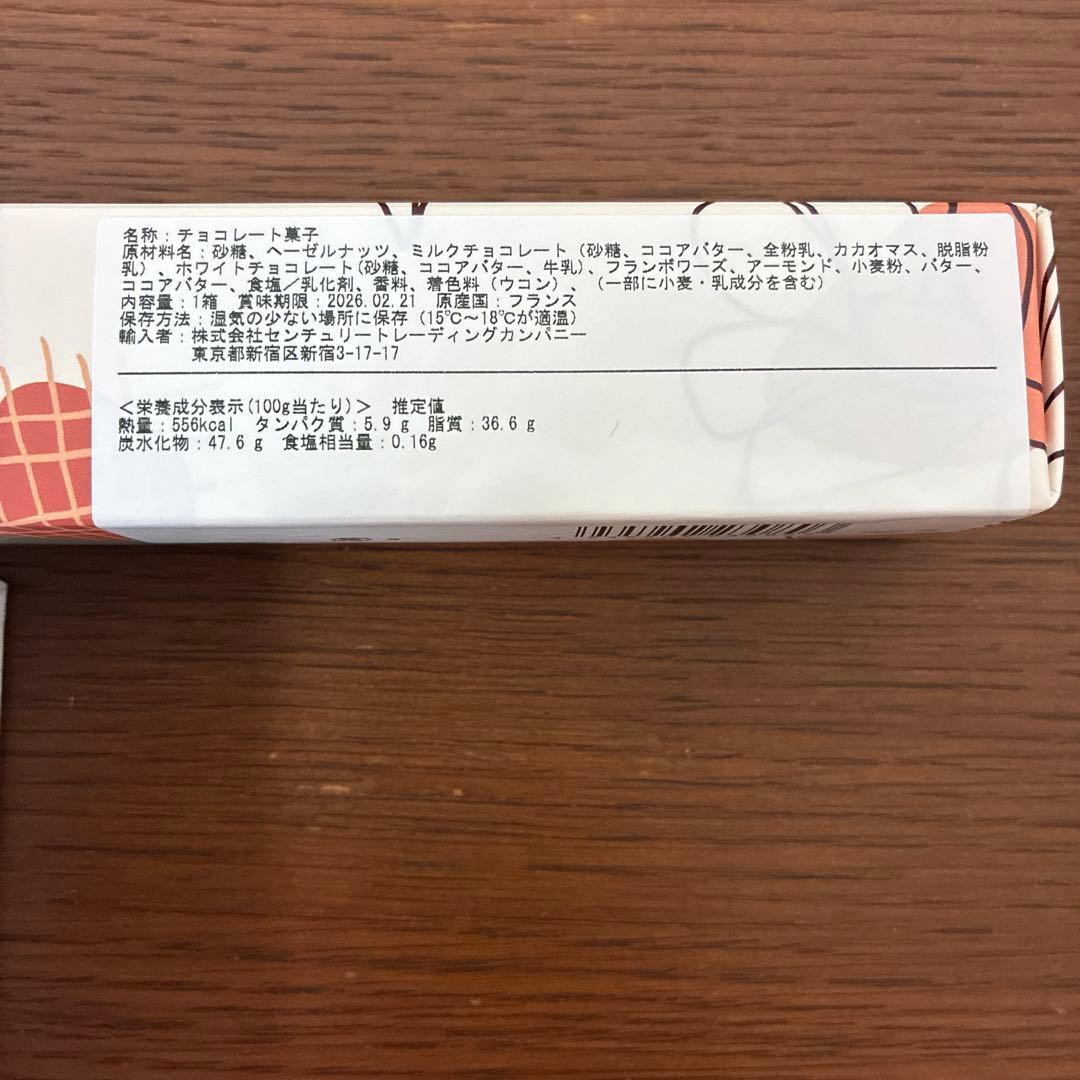 名称：チョコレート菓子
原材料名：砂糖、ヘーゼルナッツ、ミルクチョコレート（砂糖、ココアバター、全粉乳、カカオマス、脱脂粉
乳）、ホワイトチョコレート(砂糖、ココアバター、牛乳)、フランボワーズ、アーモンド、小麦粉、バター、
ココアバター、食塩／乳化剤、香料、着色料（ウコン）、（一部に小麦・乳成分を含む）
内容量：1箱　賞味期限：2026.02.21　原産国：フランス
保存方法：湿気の少ない場所に保存（15℃～18℃が適温）
輸入者：株式会社センチュリートレーディングカンパニー
東京都新宿区新宿3-17-17
＜栄養成分表示(100g当たり)＞　推定値
熱量：556kcal　タンパク質：5.9 g　脂質：36.6 g
炭水化物：47.6 g　食塩相当量：0.16g